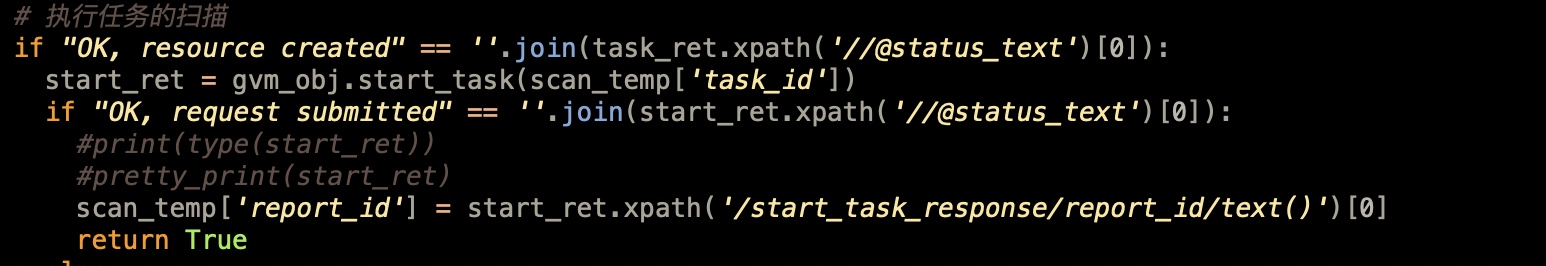 # 执行任务的扫描
if "OK, resource created" == ''.join(task_ret.xpath('//@status_text')[0]):
  start_ret = gvm_obj.start_task(scan_temp['task_id'])
  if "OK, request submitted" == ''.join(start_ret.xpath('//@status_text')[0]):
    #print(type(start_ret))
    #pretty_print(start_ret)
    scan_temp['report_id'] = start_ret.xpath('/start_task_response/report_id/text()')[0]
    return True